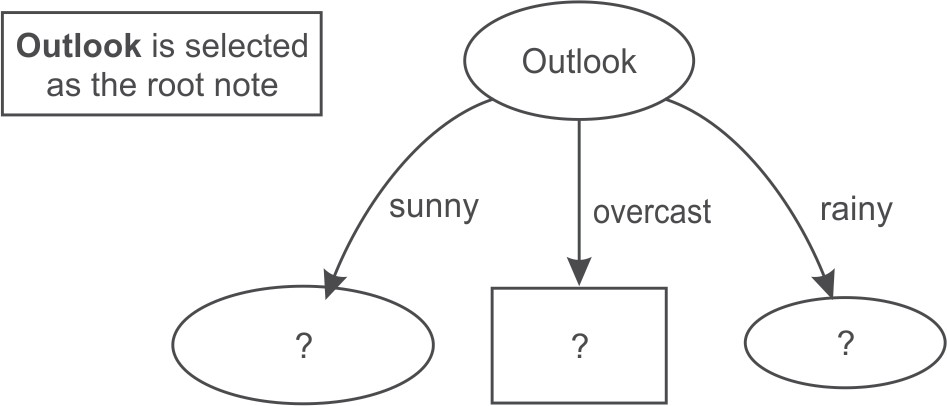 Outlook is selected
as the root note
Outlook
sunny
overcast
rainy
?
?
?